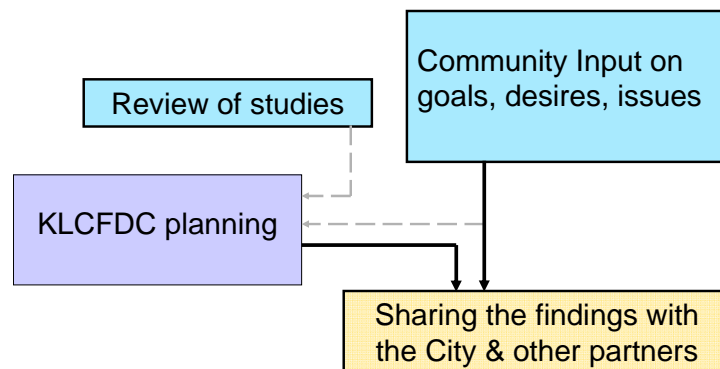 Community Input on
goals, desires, issues
Review of studies
KLCFDC planning
Sharing the findings with
the City & other partners